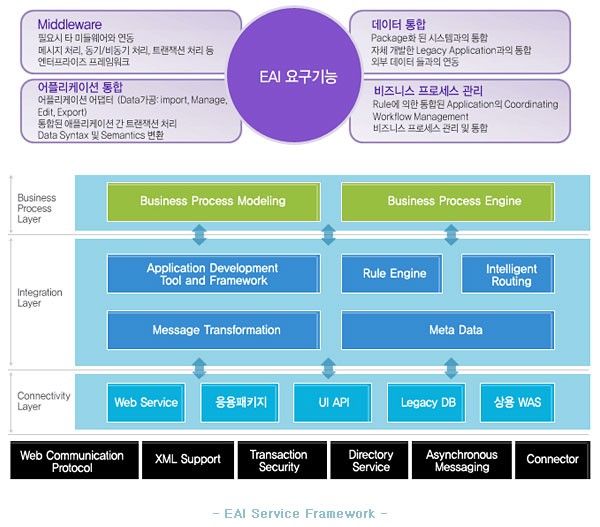 Middleware
필요시 타 미들웨어와 연동
메시지 처리, 동기/비동기 처리, 트랜잭션 처리 등
엔터프라이즈 프레임워크
데이터 통합
Package화 된 시스템과의 통합
자체 개발한 Legacy Application과의 통합
외부 데이터 들과의 연동
EAI 요구기능
어플리케이션 통합
어플리케이션 어댑터 (Data가공: import, Manage,
Edit, Export)
통합된 애플리케이션 간 트랜잭션 처리
Data Syntax 및 Semantics 변환
비즈니스 프로세스 관리
Rule에 의한 통합된 Application의 Coordinating
Workflow Management
비즈니스 프로세스 관리 및 통합
Business
Process
Layer
Business Process Modeling
Business Process Engine
Integration
Layer
Application Development
Tool and Framework
Rule Engine
Intelligent
Routing
Message Transformation
Meta Data
Connectivity
Layer
Web Service
응용패키지
UI API
Legacy DB
상용 WAS
Web Communication
Protocol
XML Support
Transaction
Security
Directory
Service
Asynchronous
Messaging
Connector
- EAI Service Framework -